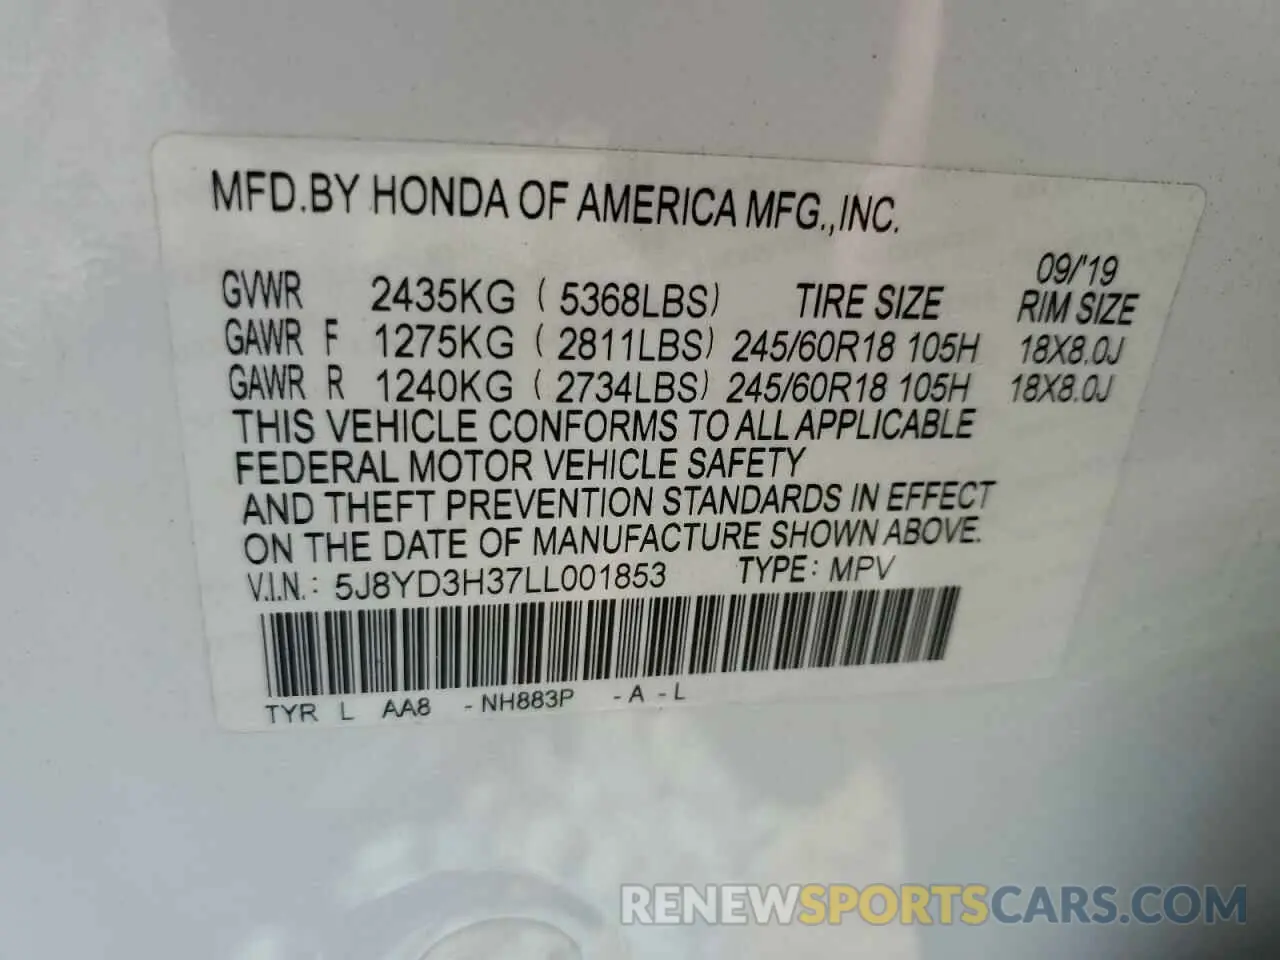 MFD.BY HONDA OF AMERICA MFG.,INC.
09/'19
GVWR 2435KG ( 5368LBS) TIRE SIZE RIM SIZE
GAWR F 1275KG ( 2811LBS) 245/60R18 105H 18X8.0J
GAWR R 1240KG ( 2734LBS) 245/60R18 105H 18X8.0J
THIS VEHICLE CONFORMS TO ALL APPLICABLE
FEDERAL MOTOR VEHICLE SAFETY
AND THEFT PREVENTION STANDARDS IN EFFECT
ON THE DATE OF MANUFACTURE SHOWN ABOVE.
V.I.N.: 5J8YD3H37LL001853 TYPE: MPV
TYR L AA8 -NH883P -A -L
RENEWSPORTSCARS.COM